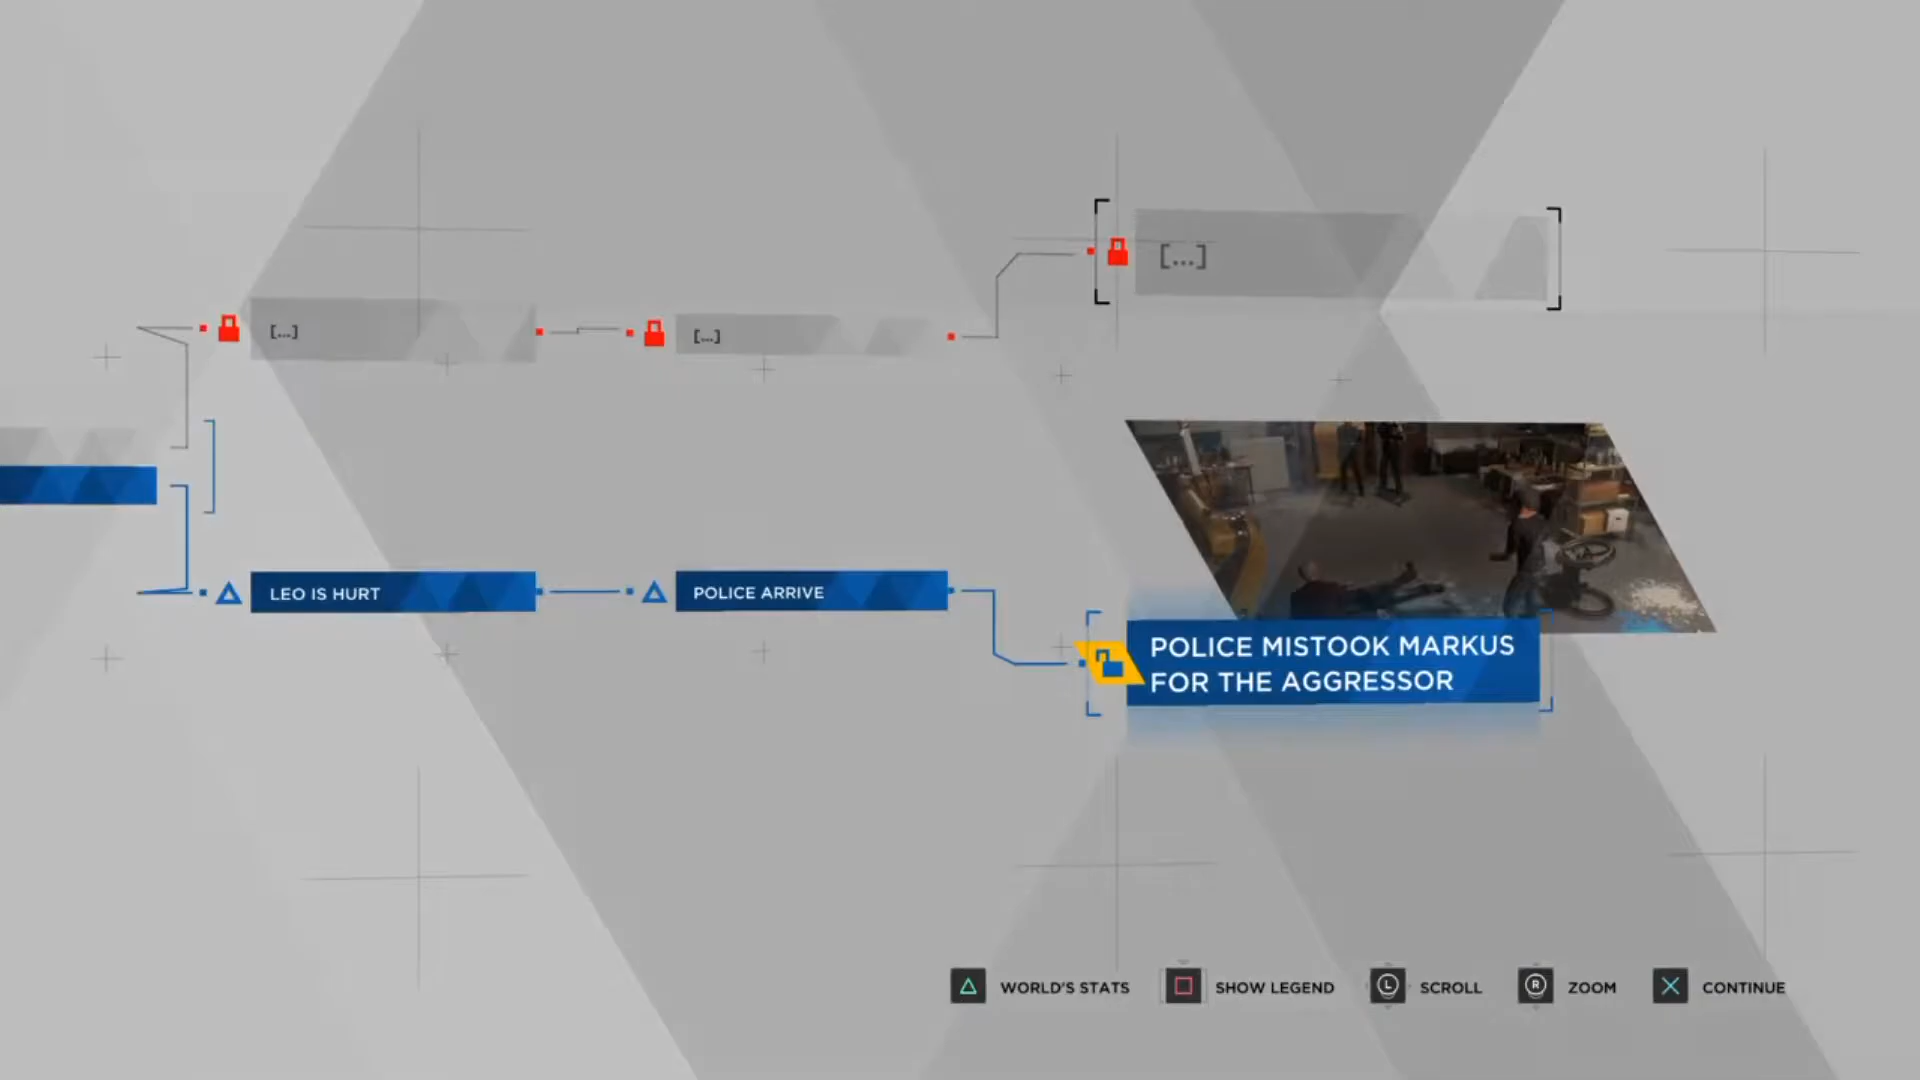 [...]
[...]
[...]
LEO IS HURT
POLICE ARRIVE
POLICE MISTOOK MARKUS
FOR THE AGGRESSOR
WORLD'S STATS
SHOW LEGEND
L
SCROLL
R
ZOOM
CONTINUE